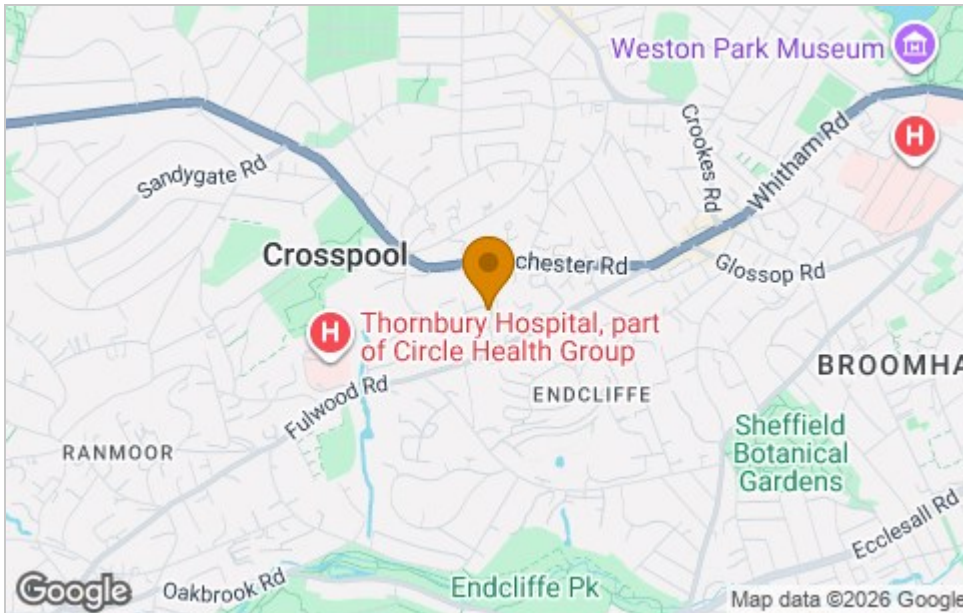 Weston Park Museum
H
Crookes Rd
Whitham Rd
Sandygate Rd
Crosspool
chester Rd
Glossop Rd
H
Thornbury Hospital, part
of Circle Health Group
BROOMHA
Fulwood Rd
ENDCLIFFE
RANMOOR
Sheffield
Botanical
Gardens
Ecclesall Rd
Oakbrook Rd
Endcliffe Pk
Google
Map data ©2026 Google